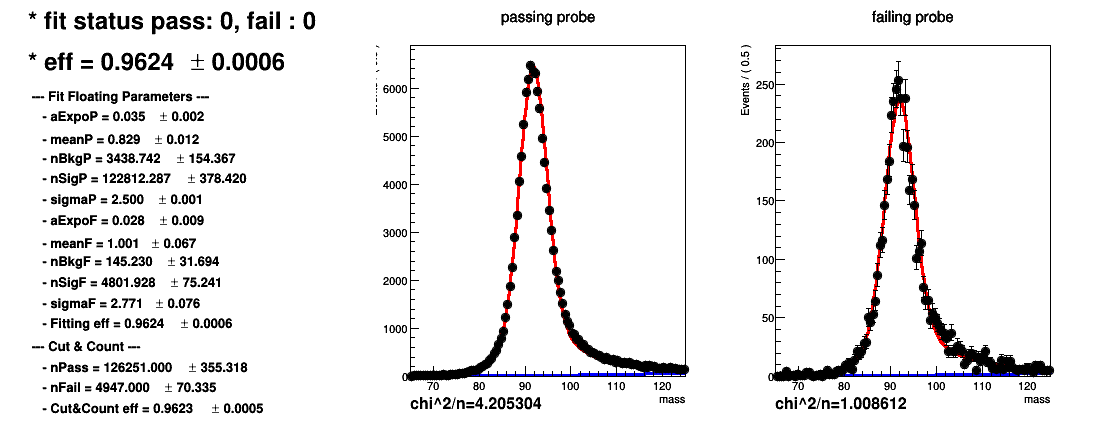 * fit status pass: 0, fail : 0
* eff = 0.9624 ± 0.0006
--- Fit Floating Parameters ---
- aExpoP = 0.035 ± 0.002
- meanP = 0.829 ± 0.012
- nBkgP = 3438.742 ± 154.367
- nSigP = 122812.287 ± 378.420
- sigmaP = 2.500 ± 0.001
- aExpoF = 0.028 ± 0.009
- meanF = 1.001 ± 0.067
- nBkgF = 145.230 ± 31.694
- nSigF = 4801.928 ± 75.241
- sigmaF = 2.771 ± 0.076
- Fitting eff = 0.9624 ± 0.0006
--- Cut & Count ---
- nPass = 126251.000 ± 355.318
- nFail = 4947.000 ± 70.335
- Cut&Count eff = 0.9623 ± 0.0005
passing probe
6000
5000
4000
3000
2000
1000
0
70 80 90 100 110 120
mass
chi^2/n=4.205304
failing probe
Events / ( 0.5 )
250
200
150
100
50
0
70 80 90 100 110 120
mass
chi^2/n=1.008612